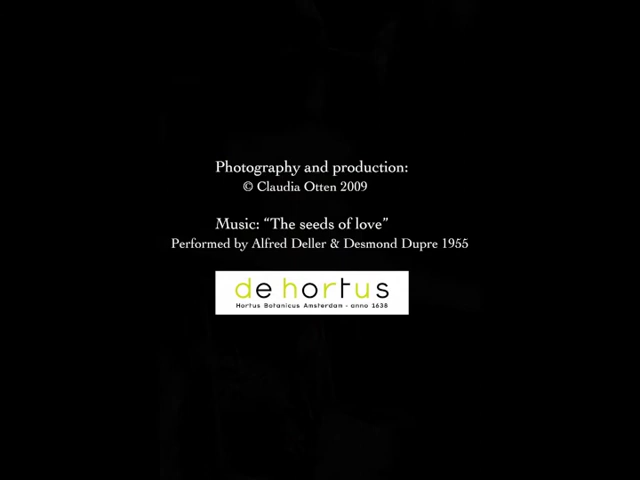 Photography and production:
© Claudia Otten 2009
Music: “The seeds of love”
Performed by Alfred Deller & Desmond Dupre 1955
de hortus
Hortus Botanicus Amsterdam - anno 1638